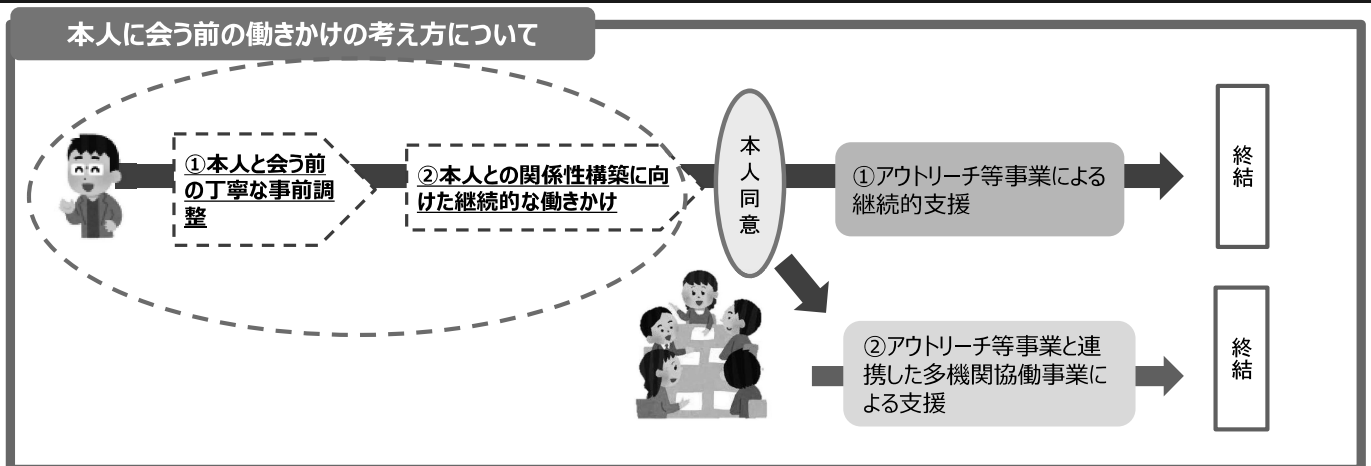 本人に会う前の働きかけの考え方について
①本人と会う前
の丁寧な事前調
整
②本人との関係性構築に向
けた継続的な働きかけ
本人同意
①アウトリーチ等事業による
継続的支援
終結
②アウトリーチ等事業と連
携した多機関協働事業に
よる支援
終結